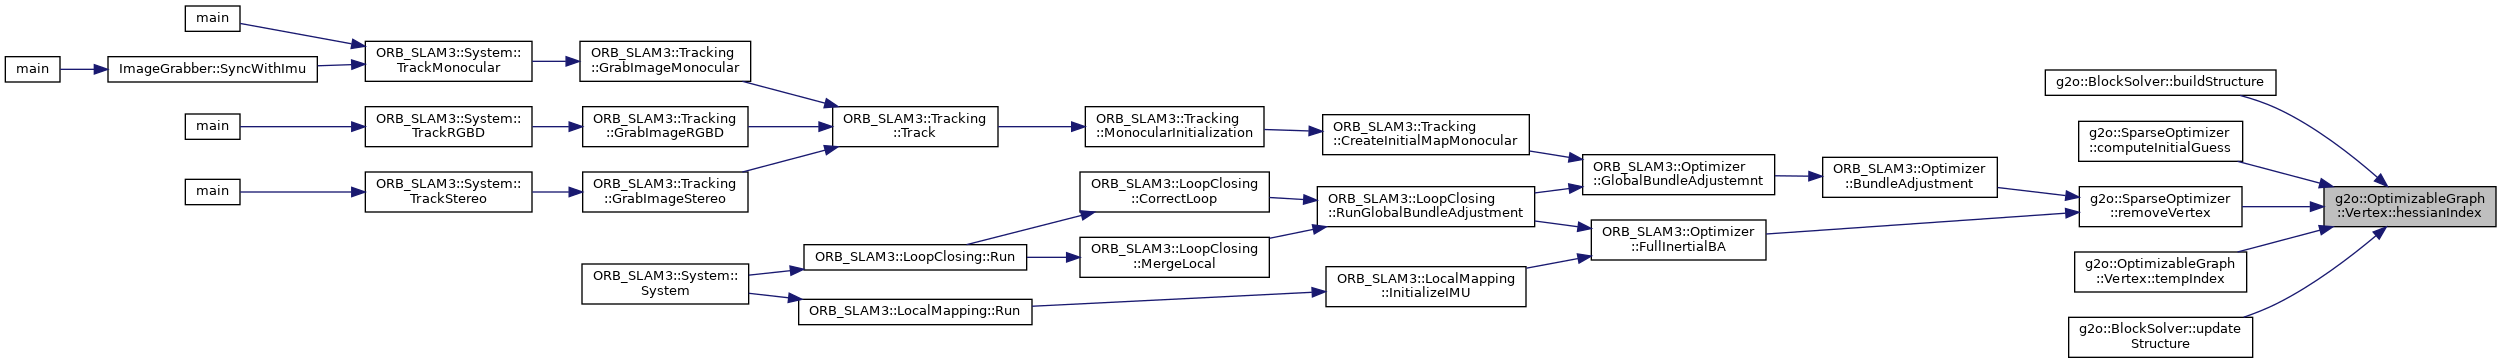 main
main
ImageGrabber::SyncWithImu
ORB_SLAM3::System::
TrackMonocular
ORB_SLAM3::Tracking
::GrabImageMonocular
main
ORB_SLAM3::System::
TrackRGBD
ORB_SLAM3::Tracking
::GrabImageRGBD
ORB_SLAM3::Tracking
::Track
main
ORB_SLAM3::System::
TrackStereo
ORB_SLAM3::Tracking
::GrabImageStereo
ORB_SLAM3::System::
System
ORB_SLAM3::LoopClosing::Run
ORB_SLAM3::LocalMapping::Run
ORB_SLAM3::Tracking
::MonocularInitialization
ORB_SLAM3::LoopClosing
::CorrectLoop
ORB_SLAM3::LoopClosing
::MergeLocal
ORB_SLAM3::Tracking
::CreateInitialMapMonocular
ORB_SLAM3::LoopClosing
::RunGlobalBundleAdjustment
ORB_SLAM3::LocalMapping
::InitializeIMU
ORB_SLAM3::Optimizer
::GlobalBundleAdjustemnt
ORB_SLAM3::Optimizer
::FullInertialBA
ORB_SLAM3::Optimizer
::BundleAdjustment
g2o::BlockSolver::buildStructure
g2o::SparseOptimizer
::computeInitialGuess
g2o::SparseOptimizer
::removeVertex
g2o::OptimizableGraph
::Vertex::tempIndex
g2o::BlockSolver::update
Structure
g2o::OptimizableGraph
::Vertex::hessianIndex